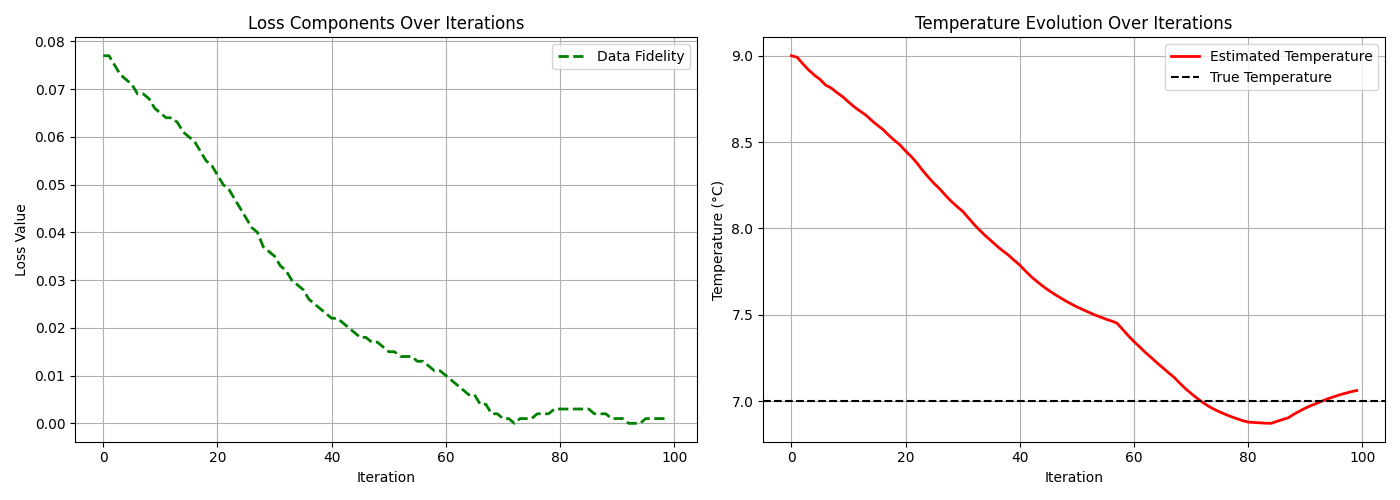 Loss Components Over Iterations
Data Fidelity
Loss Value
0.08
0.07
0.06
0.05
0.04
0.03
0.02
0.01
0.00
0 20 40 60 80 100
Iteration
Temperature Evolution Over Iterations
Estimated Temperature
True Temperature
Temperature (°C)
9.0
8.5
8.0
7.5
7.0
0 20 40 60 80 100
Iteration